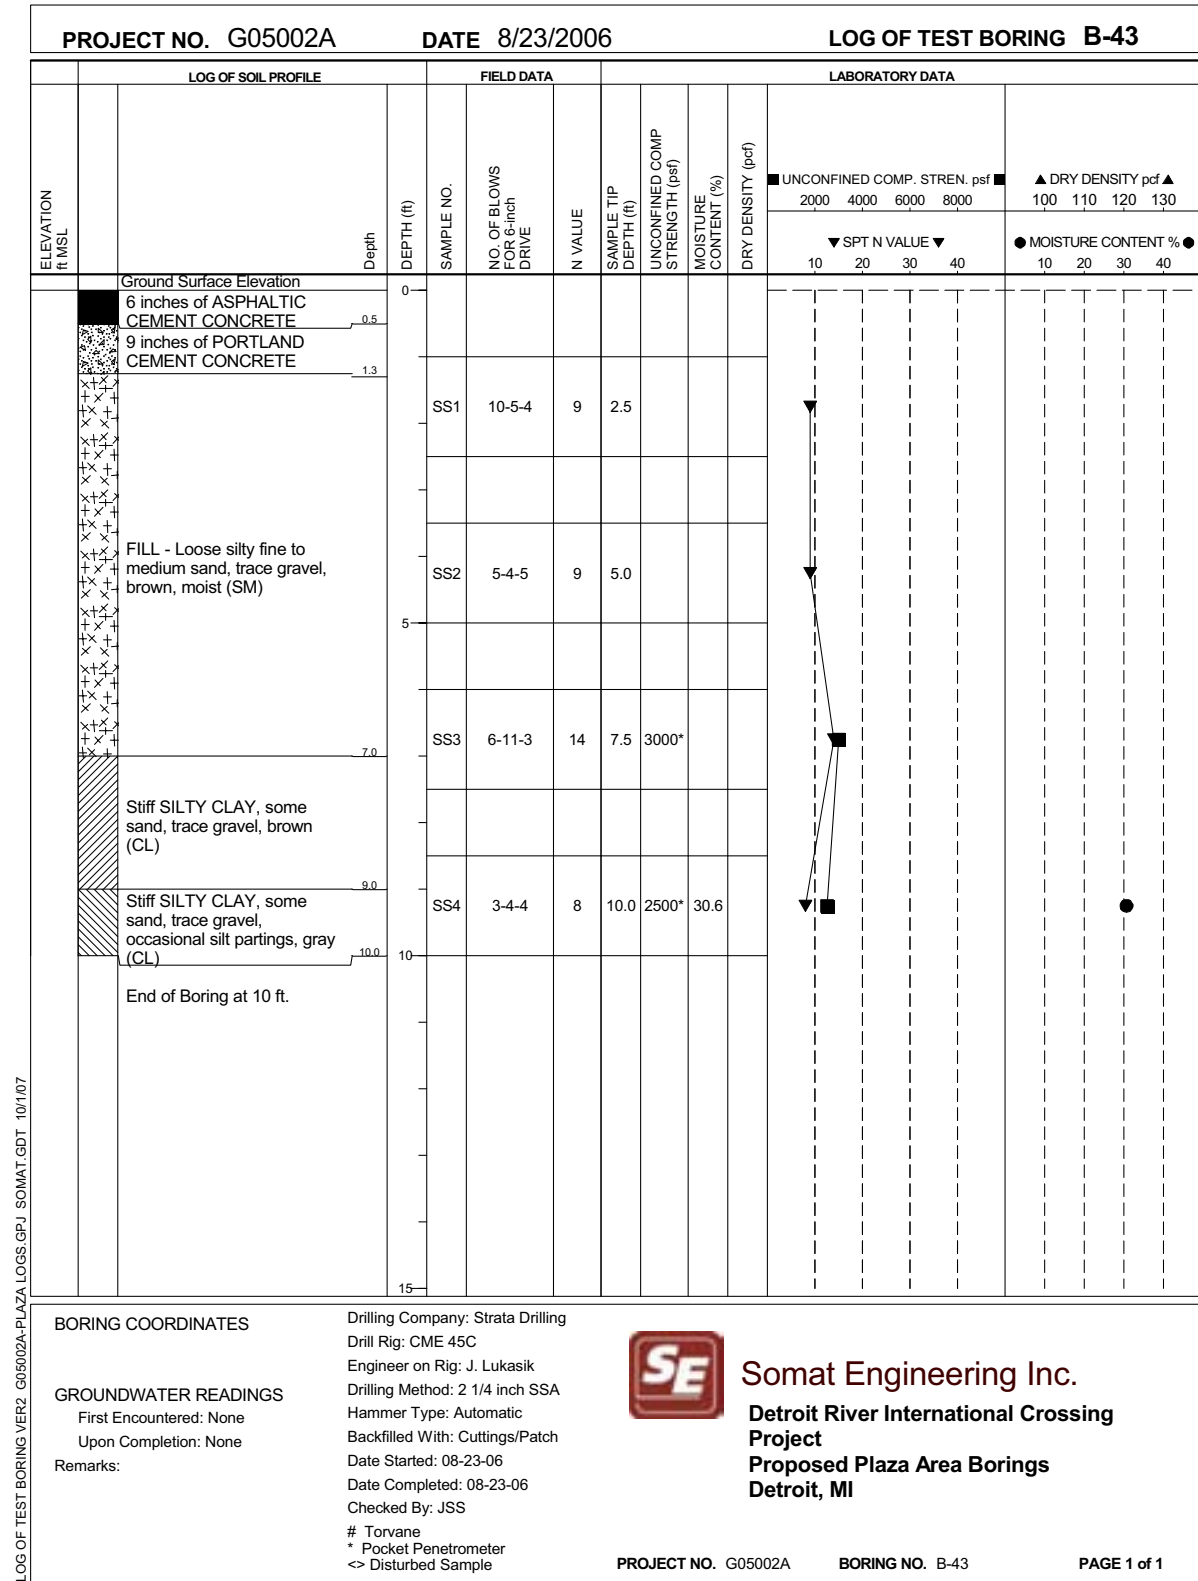 PROJECT NO. G05002A DATE 8/23/2006 LOG OF TEST BORING B-43
LOG OF SOIL PROFILE FIELD DATA LABORATORY DATA
ELEVATION
ft MSL
Depth
DEPTH (ft)
SAMPLE NO.
NO. OF BLOWS
FOR 6-inch
DRIVE
N VALUE
SAMPLE TIP
DEPTH (ft)
UNCONFINED COMP
STRENGTH (psf)
MOISTURE
CONTENT (%)
DRY DENSITY (pcf)
■ UNCONFINED COMP. STREN. psf ■ ▲ DRY DENSITY pcf ▲
2000 4000 6000 8000 100 110 120 130
▼ SPT N VALUE ▼ ● MOISTURE CONTENT % ●
10 20 30 40 10 20 30 40
Ground Surface Elevation
0
6 inches of ASPHALTIC
CEMENT CONCRETE 0.5
9 inches of PORTLAND
CEMENT CONCRETE 1.3
SS1 10-5-4 9 2.5
FILL - Loose silty fine to
medium sand, trace gravel,
brown, moist (SM)
SS2 5-4-5 9 5.0
5
SS3 6-11-3 14 7.5 3000*
7.0
Stiff SILTY CLAY, some
sand, trace gravel, brown
(CL)
9.0
Stiff SILTY CLAY, some
sand, trace gravel,
occasional silt partings, gray
(CL) 10.0
SS4 3-4-4 8 10.0 2500* 30.6
10
End of Boring at 10 ft.
15
LOG OF TEST BORING VER2 G05002A-PLAZA LOGS.GPJ SOMAT.GDT 10/1/07
BORING COORDINATES
GROUNDWATER READINGS
First Encountered: None
Upon Completion: None
Remarks:
Drilling Company: Strata Drilling
Drill Rig: CME 45C
Engineer on Rig: J. Lukasik
Drilling Method: 2 1/4 inch SSA
Hammer Type: Automatic
Backfilled With: Cuttings/Patch
Date Started: 08-23-06
Date Completed: 08-23-06
Checked By: JSS
# Torvane
* Pocket Penetrometer
<> Disturbed Sample
SE
Somat Engineering Inc.
Detroit River International Crossing
Project
Proposed Plaza Area Borings
Detroit, MI
PROJECT NO. G05002A BORING NO. B-43 PAGE 1 of 1